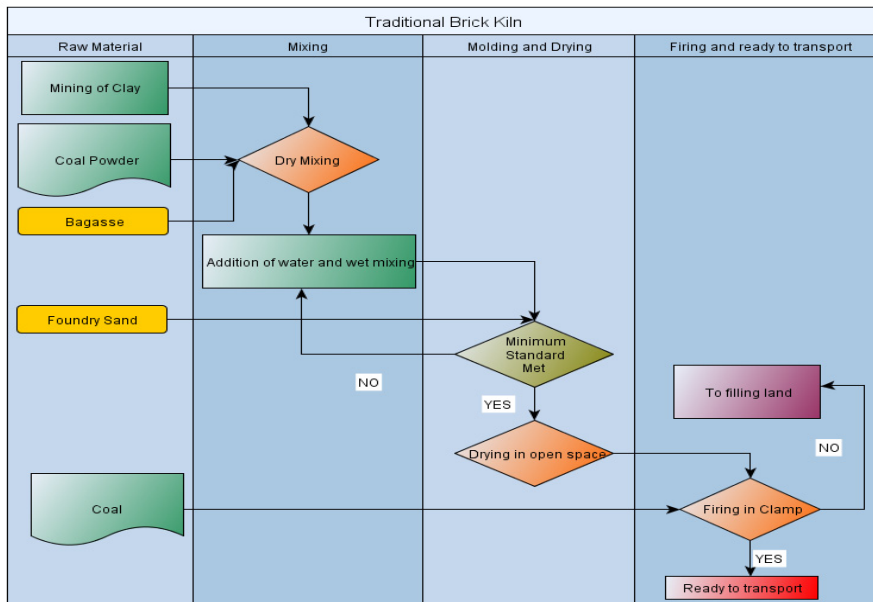 Traditional Brick Kiln
Raw Material
Mixing
Molding and Drying
Firing and ready to transport
Mining of Clay
Coal Powder
Dry Mixing
Bagasse
Addition of water and wet mixing
Foundry Sand
Minimum
Standard
Met
NO
YES
To filling land
Drying in open space
NO
Coal
Firing in Clamp
YES
Ready to transport